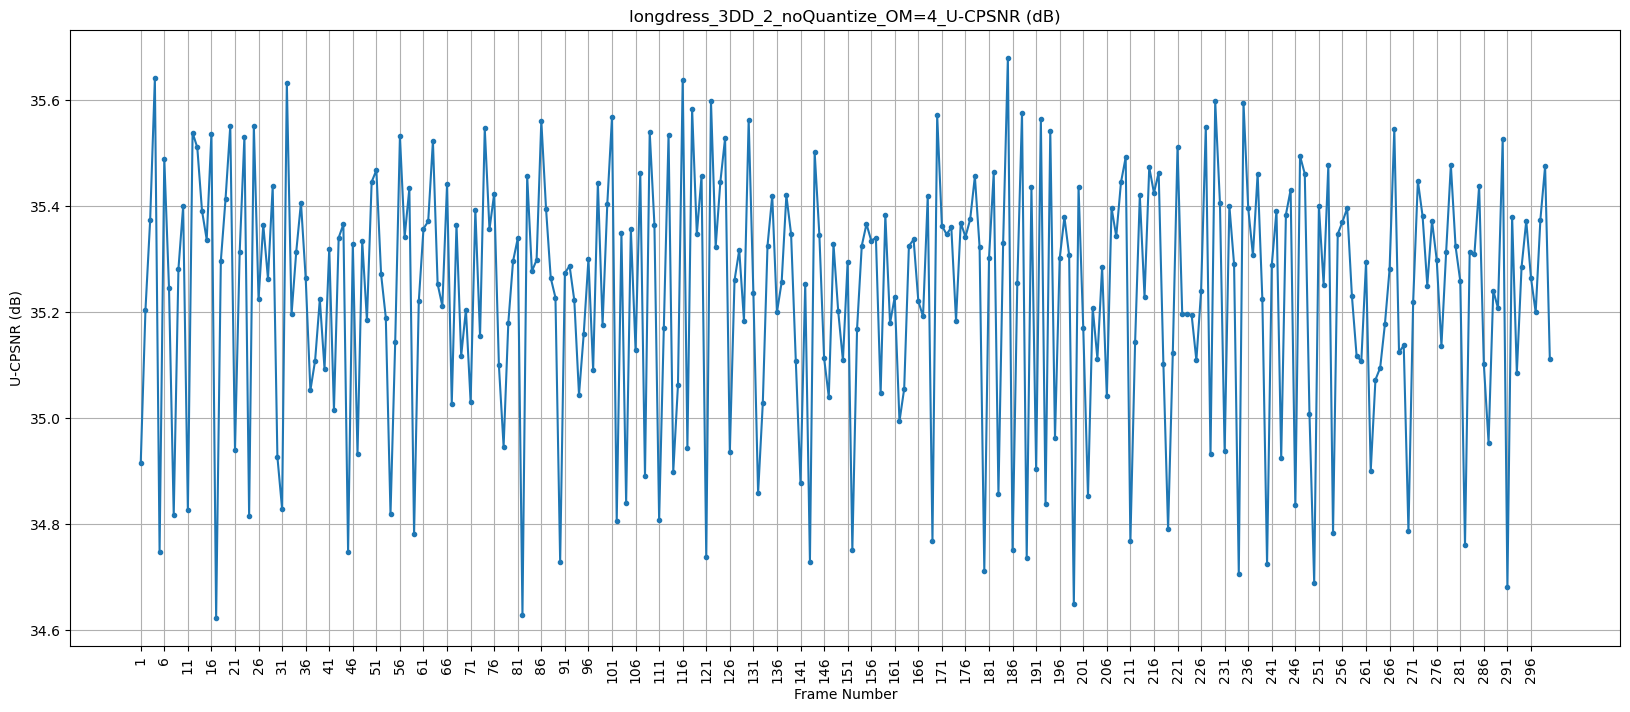 longdress_3DD_2_noQuantize_OM=4_U-CPSNR (dB)
U-CPSNR (dB)
35.6
35.4
35.2
35.0
34.8
34.6
1 6 11 16 21 26 31 36 41 46 51 56 61 66 71 76 81 86 91 96 101 106 111 116 121 126 131 136 141 146 151 156 161 166 171 176 181 186 191 196 201 206 211 216 221 226 231 236 241 246 251 256 261 266 271 276 281 286 291 296
Frame Number